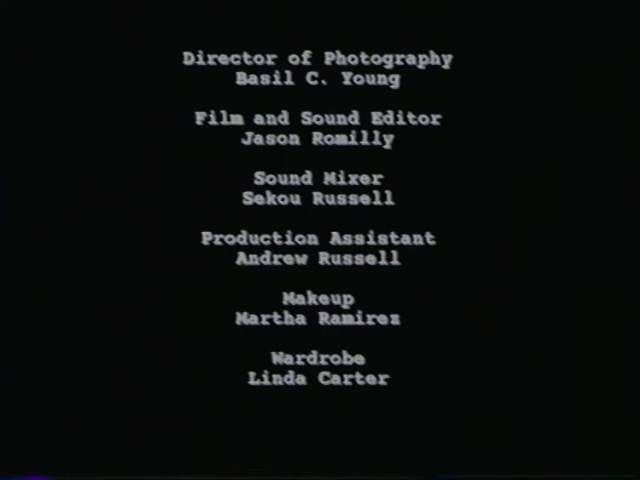 Director of Photography
Basil C. Young
Film and Sound Editor
Jason Romilly
Sound Mixer
Sekou Russell
Production Assistant
Andrew Russell
Makeup
Martha Ramirez
Wardrobe
Linda Carter